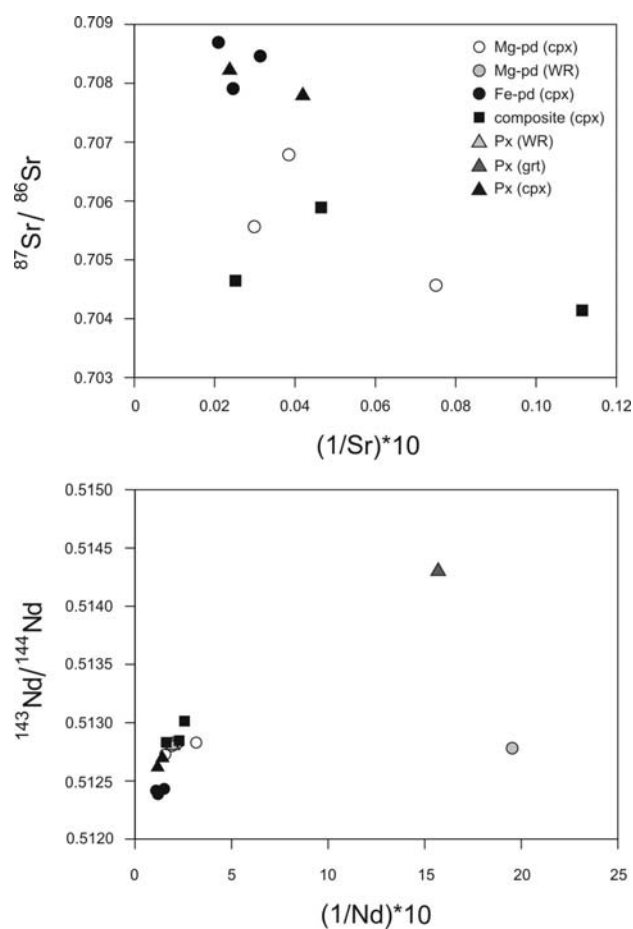 0.709
0.708
0.707
0.706
0.705
0.704
0.703
⁸⁷Sr/ ⁸⁶Sr
Mg-pd (cpx)
Mg-pd (WR)
Fe-pd (cpx)
composite (cpx)
Px (WR)
Px (grt)
Px (cpx)
0 0.02 0.04 0.06 0.08 0.10 0.12
(1/Sr)*10
0.5150
0.5145
0.5140
0.5135
0.5130
0.5125
0.5120
¹⁴³Nd/¹⁴⁴Nd
0 5 10 15 20 25
(1/Nd)*10